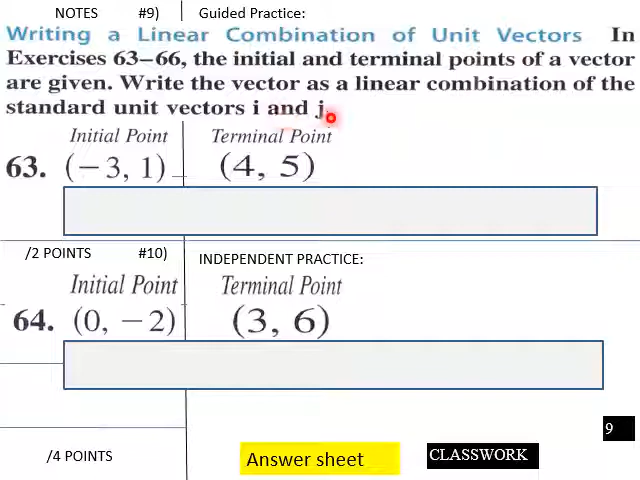 NOTES #9) Guided Practice:
Writing a Linear Combination of Unit Vectors In
Exercises 63–66, the initial and terminal points of a vector
are given. Write the vector as a linear combination of the
standard unit vectors i and j.
Initial Point Terminal Point
63. (−3, 1) (4, 5)
/2 POINTS #10) INDEPENDENT PRACTICE:
Initial Point Terminal Point
64. (0, −2) (3, 6)
9
/4 POINTS Answer sheet CLASSWORK